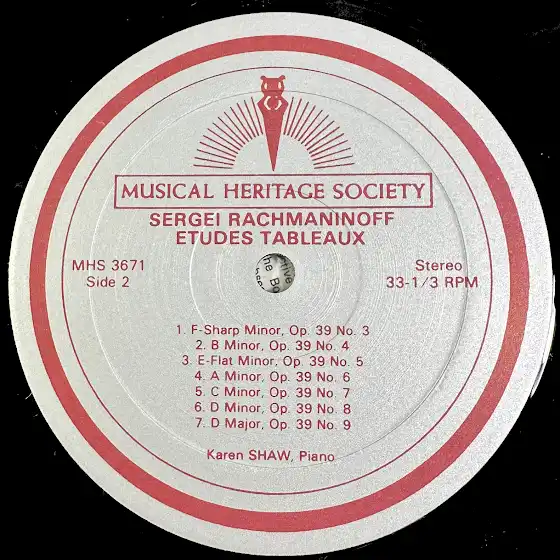 MUSICAL HERITAGE SOCIETY
SERGEI RACHMANINOFF
ETUDES TABLEAUX
MHS 3671
Side 2
Stereo
33-1/3 RPM
1. F-Sharp Minor, Op. 39 No. 3
2. B Minor, Op. 39 No. 4
3. E-Flat Minor, Op. 39 No. 5
4. A Minor, Op. 39 No. 6
5. C Minor, Op. 39 No. 7
6. D Minor, Op. 39 No. 8
7. D Major, Op. 39 No. 9
Karen SHAW, Piano